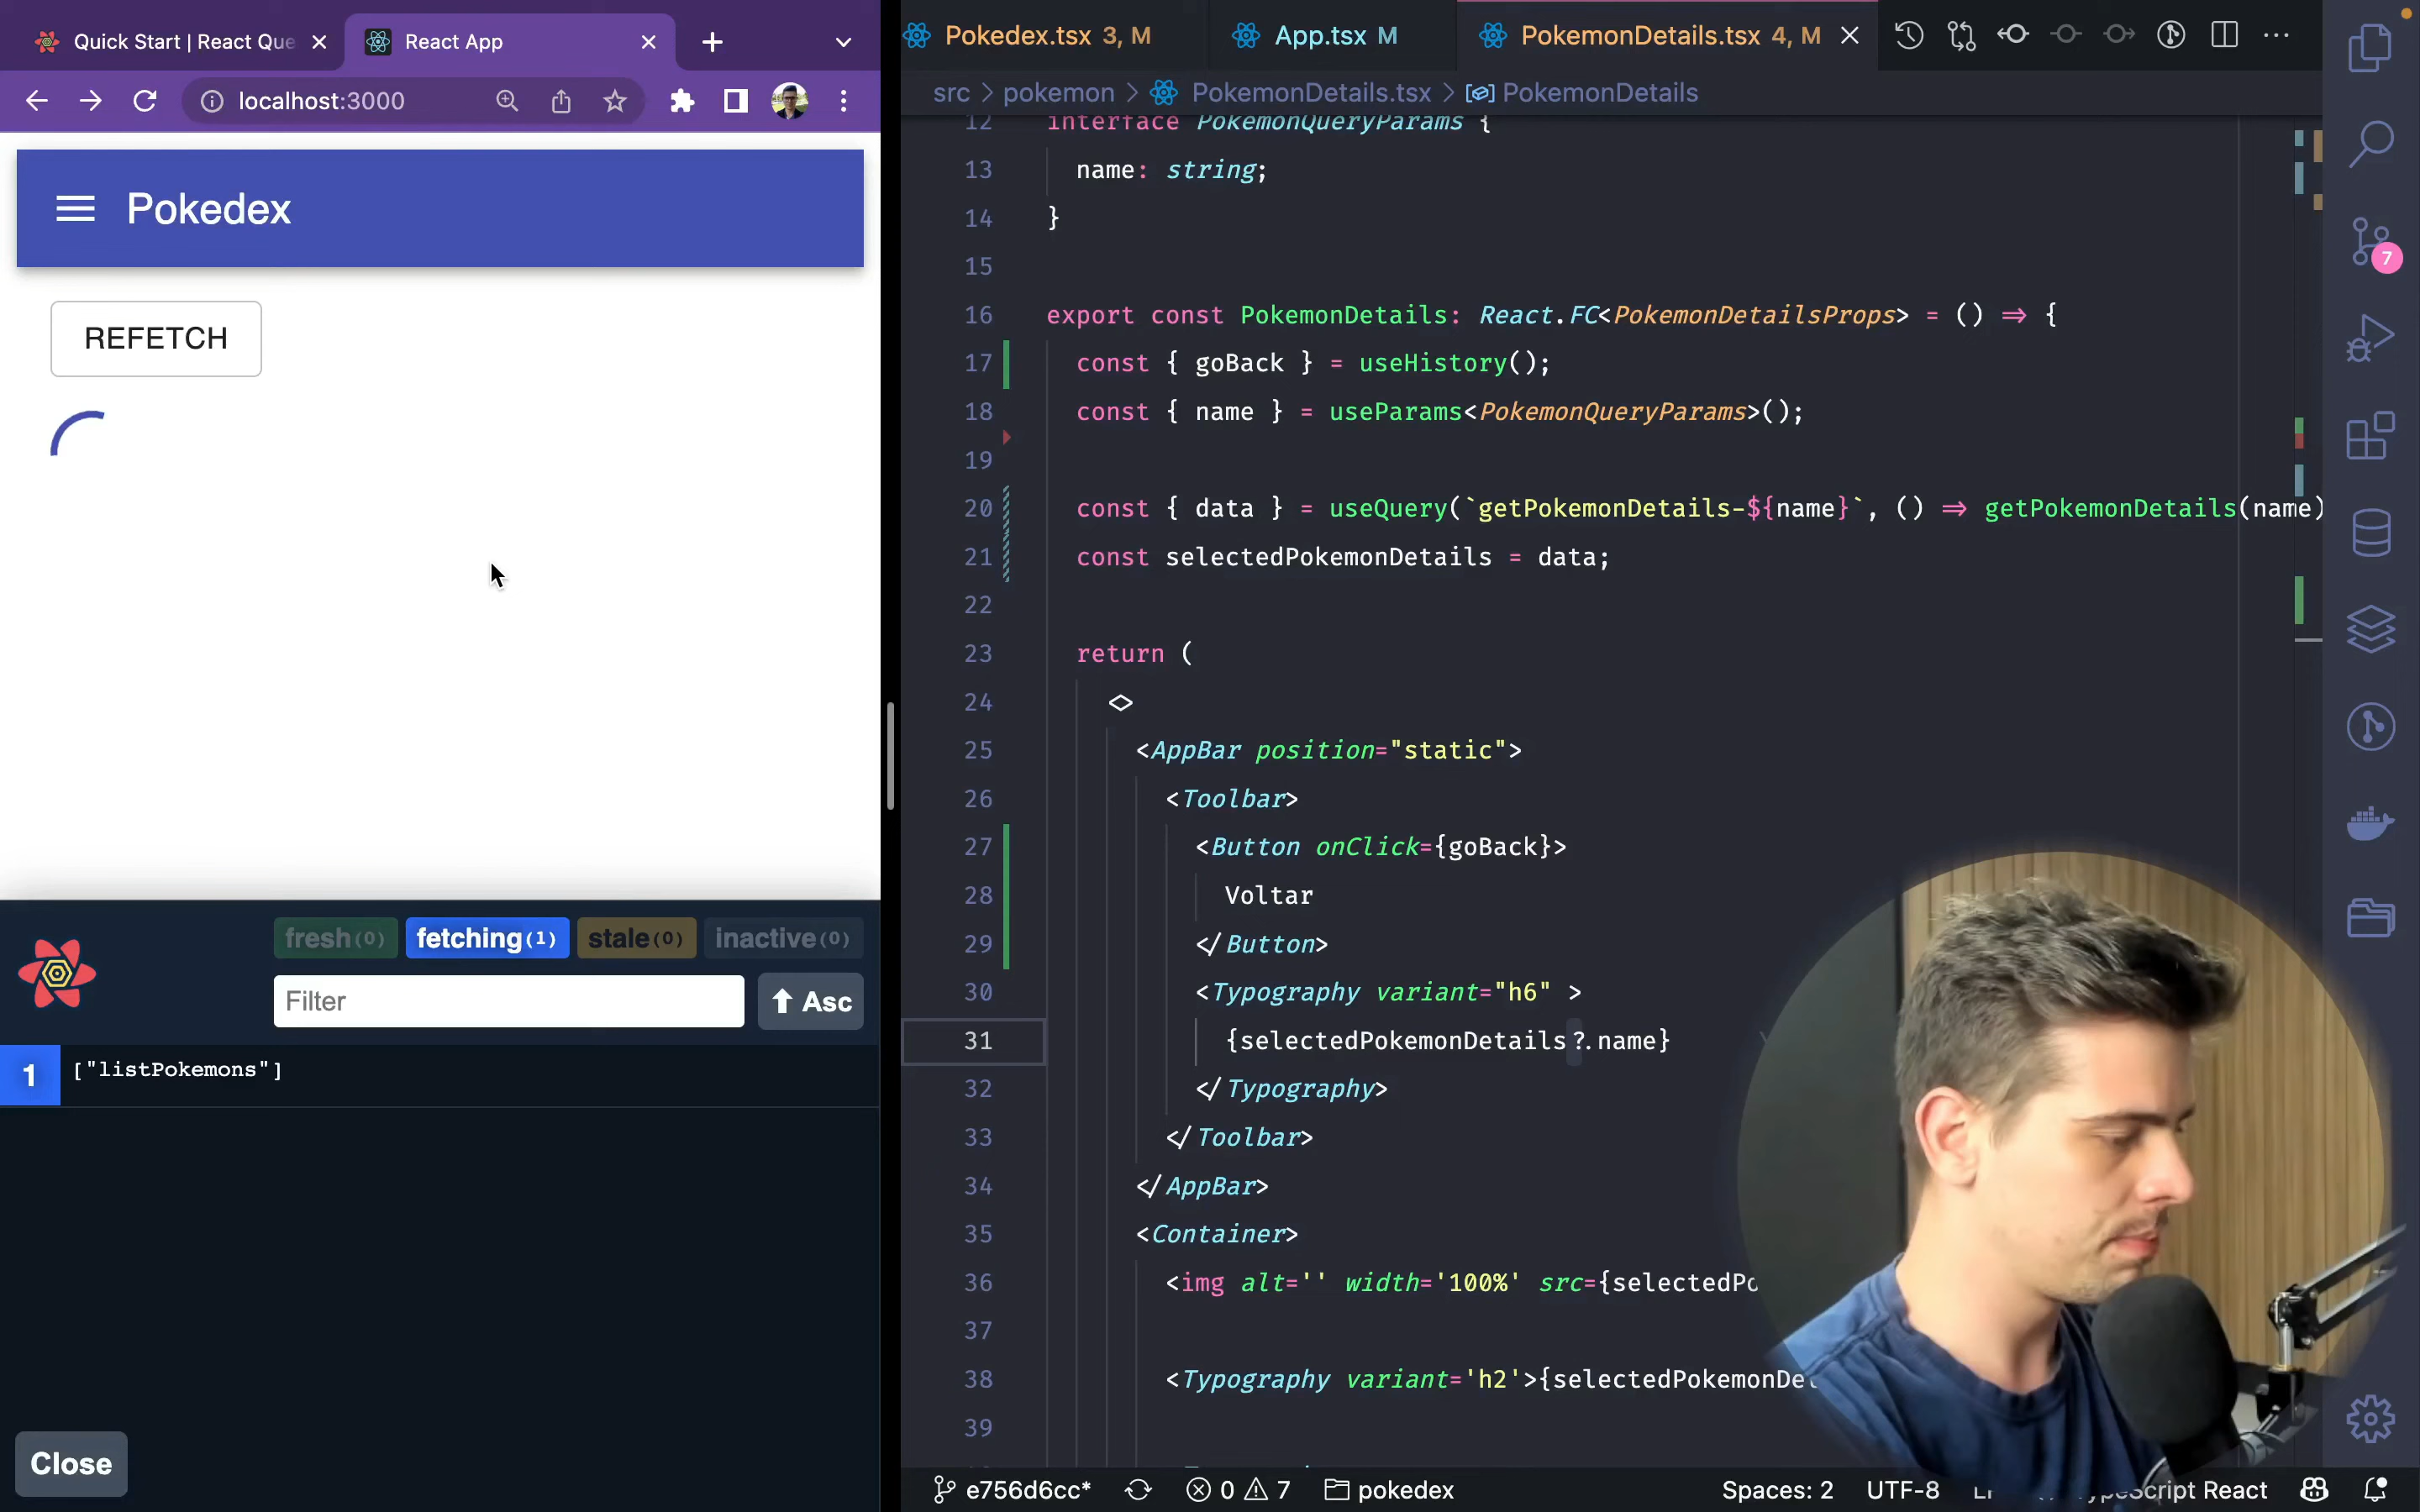 Quick Start | React Que
React App
localhost:3000
Pokedex
REFETCH
fresh(0)
fetching(1)
stale(0)
inactive(0)
Filter
Asc
1
["listPokemons"]
Close
Pokedex.tsx 3, M
App.tsx M
PokemonDetails.tsx 4, M
src > pokemon > PokemonDetails.tsx > PokemonDetails
12 interface PokemonQueryParams {
13 name: string;
14 }
15
16 export const PokemonDetails: React.FC<PokemonDetailsProps> = () => {
17 const { goBack } = useHistory();
18 const { name } = useParams<PokemonQueryParams>();
19
20 const { data } = useQuery(`getPokemonDetails-${name}`, () => getPokemonDetails(name)
21 const selectedPokemonDetails = data;
22
23 return (
24 <>
25 <AppBar position="static">
26 <Toolbar>
27 <Button onClick={goBack}>
28 Voltar
29 </Button>
30 <Typography variant="h6" >
31 {selectedPokemonDetails?.name}
32 </Typography>
33 </Toolbar>
34 </AppBar>
35 <Container>
36 <img alt='' width='100%' src={selectedPo
37
38 <Typography variant='h2'>{selectedPokemonDe
39
7
e756d6cc*
0
7
pokedex
Spaces: 2
UTF-8
TypeScript React